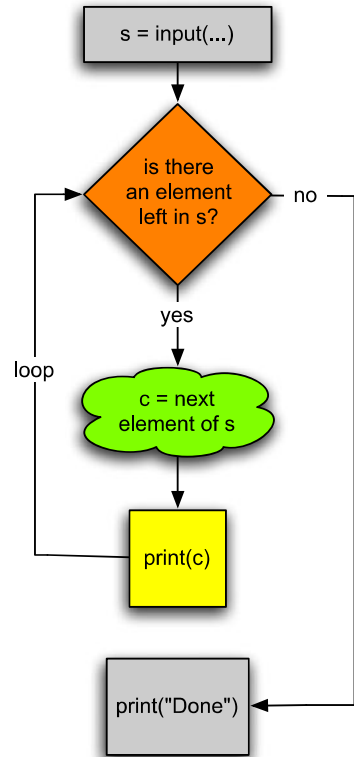 s = input(...)
is there
an element
left in s?
no
yes
loop
c = next
element of s
print(c)
print("Done")